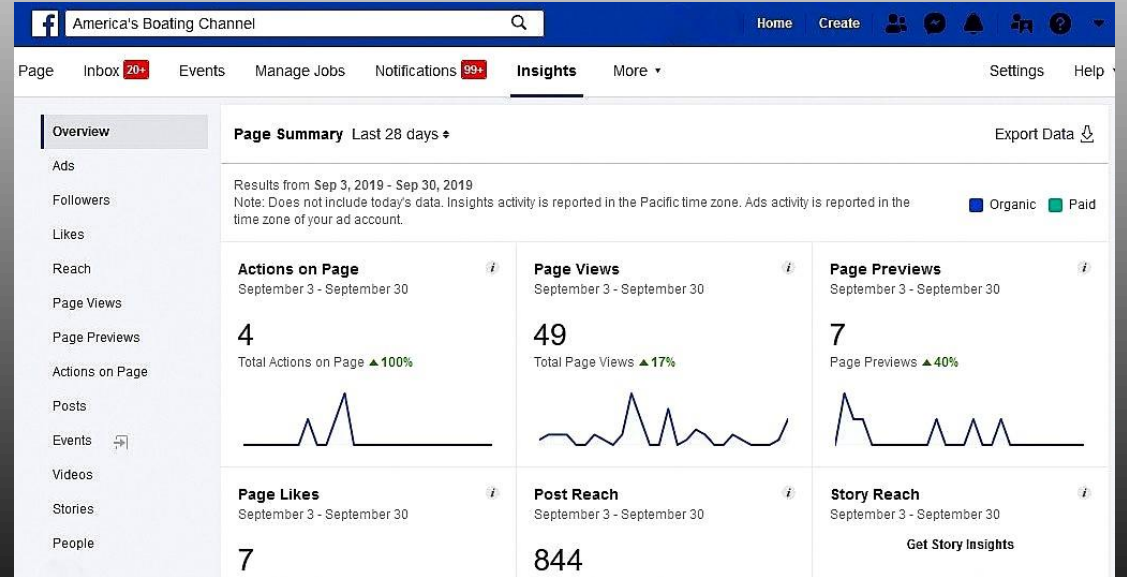 America's Boating Channel
Home Create
Page Inbox 20+ Events Manage Jobs Notifications 99+ Insights More Settings Help
Overview
Ads
Followers
Likes
Reach
Page Views
Page Previews
Actions on Page
Posts
Events
Videos
Stories
People
Page Summary Last 28 days
Export Data
Results from Sep 3, 2019 - Sep 30, 2019
Note: Does not include today's data. Insights activity is reported in the Pacific time zone. Ads activity is reported in the
time zone of your ad account.
Organic Paid
Actions on Page i
September 3 - September 30
4
Total Actions on Page ▲100%
Page Views i
September 3 - September 30
49
Total Page Views ▲17%
Page Previews i
September 3 - September 30
7
Page Previews ▲40%
Page Likes i
September 3 - September 30
7
Post Reach i
September 3 - September 30
844
Story Reach i
September 3 - September 30
Get Story Insights